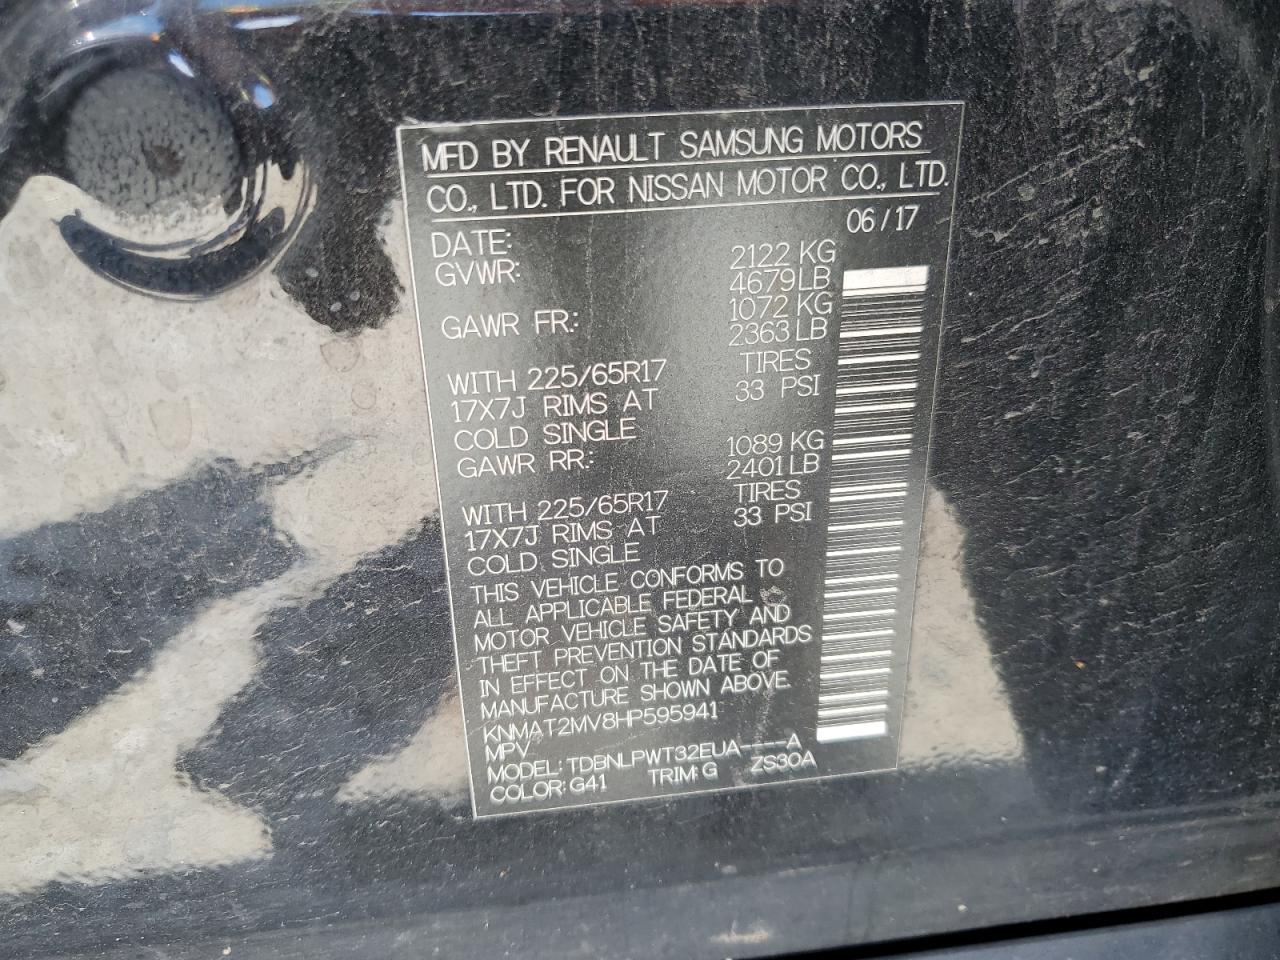 MFD BY RENAULT SAMSUNG MOTORS
CO., LTD. FOR NISSAN MOTOR CO., LTD.
DATE: 06/17
GVWR: 2122 KG
4679 LB
GAWR FR.: 1072 KG
2363 LB
WITH 225/65R17 TIRES
17X7J RIMS AT 33 PSI
COLD SINGLE
GAWR RR.: 1089 KG
2401 LB
WITH 225/65R17 TIRES
17X7J RIMS AT 33 PSI
COLD SINGLE
THIS VEHICLE CONFORMS TO
ALL APPLICABLE FEDERAL
MOTOR VEHICLE SAFETY AND
THEFT PREVENTION STANDARDS
IN EFFECT ON THE DATE OF
MANUFACTURE SHOWN ABOVE.
KNMAT2MV8HP595941
MPV
MODEL: TDBNLPWT32EUA----A
COLOR: G41 TRIM: G ZS30A